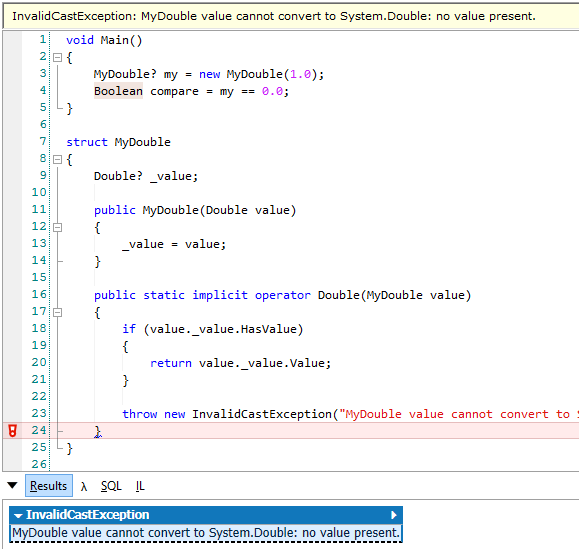 InvalidCastException: MyDouble value cannot convert to System.Double: no value present.
1 void Main()
2 {
3 MyDouble? my = new MyDouble(1.0);
4 Boolean compare = my == 0.0;
5 }
6
7 struct MyDouble
8 {
9 Double? _value;
10
11 public MyDouble(Double value)
12 {
13 _value = value;
14 }
15
16 public static implicit operator Double(MyDouble value)
17 {
18 if (value._value.HasValue)
19 {
20 return value._value.Value;
21 }
22
23 throw new InvalidCastException("MyDouble value cannot convert to
24 }
25 }
26
Results λ SQL IL
InvalidCastException
MyDouble value cannot convert to System.Double: no value present.